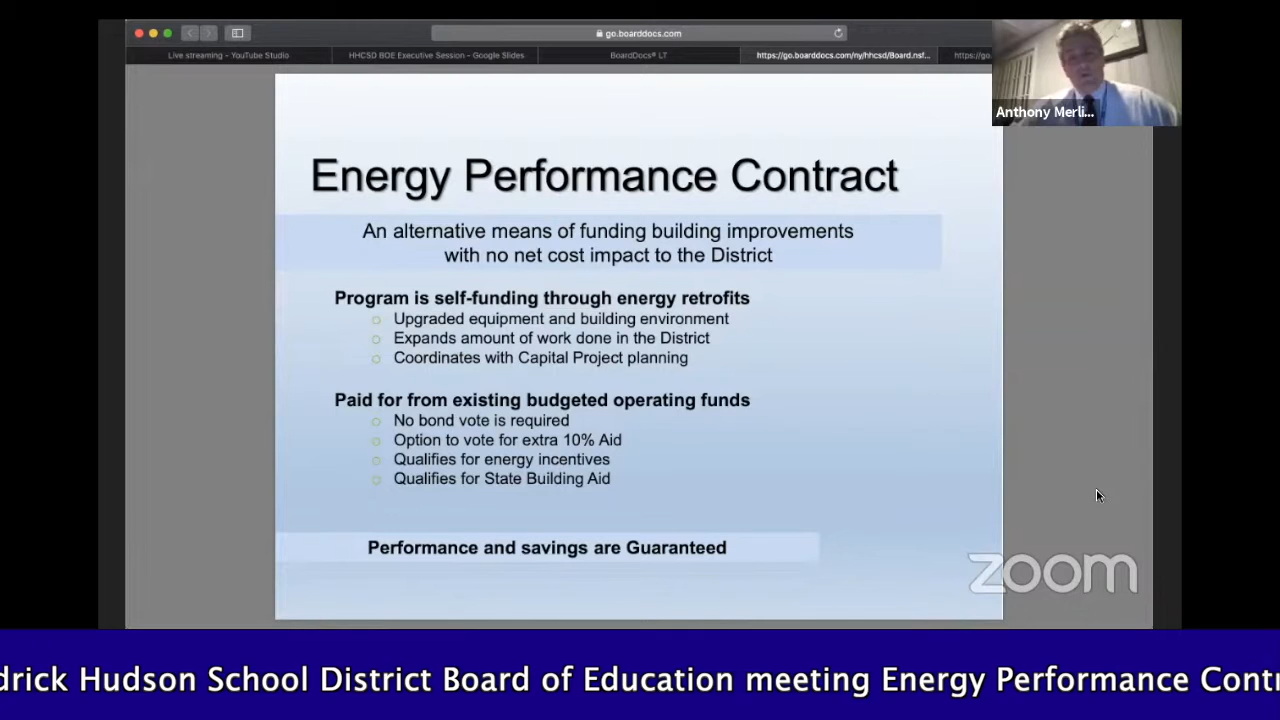 go.boarddocs.com
Live streaming - YouTube Studio
HHCSD BOE Executive Session - Google Slides
BoardDocs® LT
https://go.boarddocs.com/ny/hhcsd/Board.nsf...
https://go
Anthony Merli...
Energy Performance Contract
An alternative means of funding building improvements
with no net cost impact to the District
Program is self-funding through energy retrofits
Upgraded equipment and building environment
Expands amount of work done in the District
Coordinates with Capital Project planning
Paid for from existing budgeted operating funds
No bond vote is required
Option to vote for extra 10% Aid
Qualifies for energy incentives
Qualifies for State Building Aid
Performance and savings are Guaranteed
zoom
drick Hudson School District Board of Education meeting Energy Performance Contr